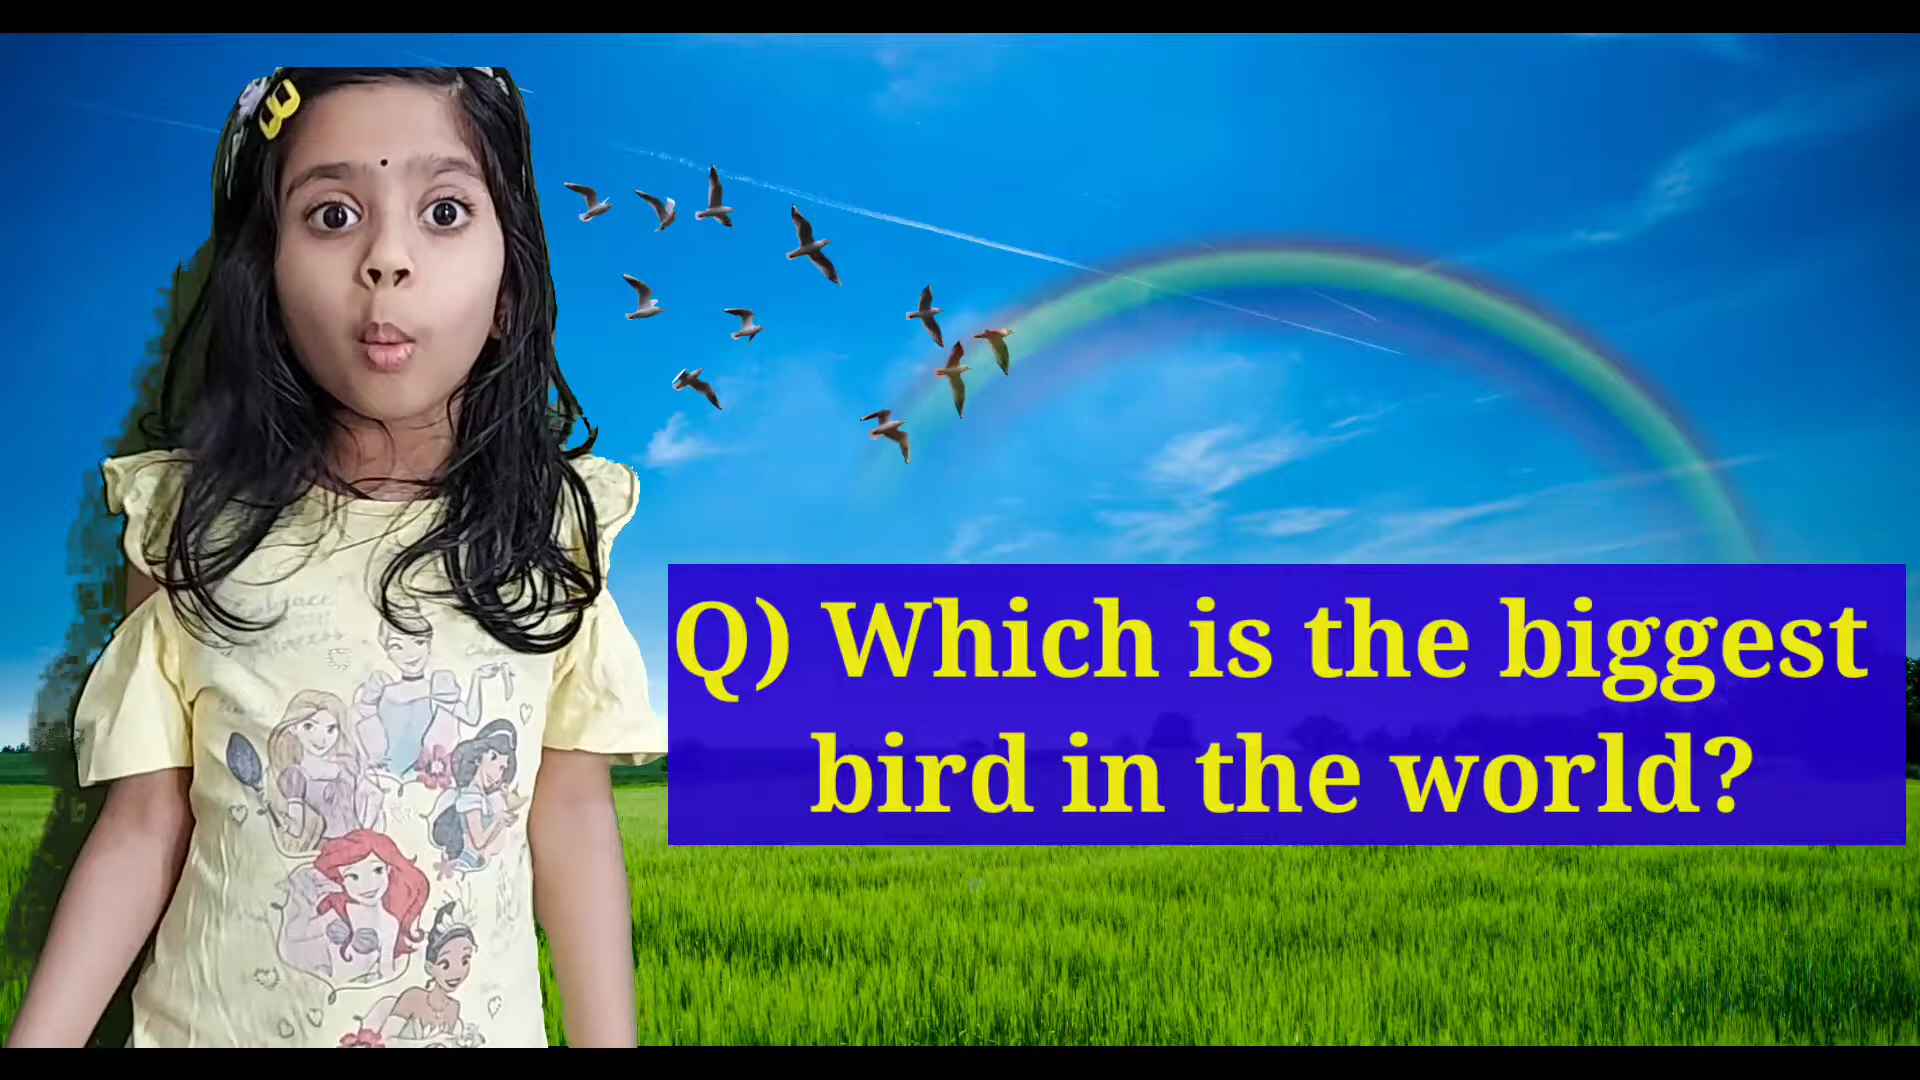 Q) Which is the biggest
bird in the world?